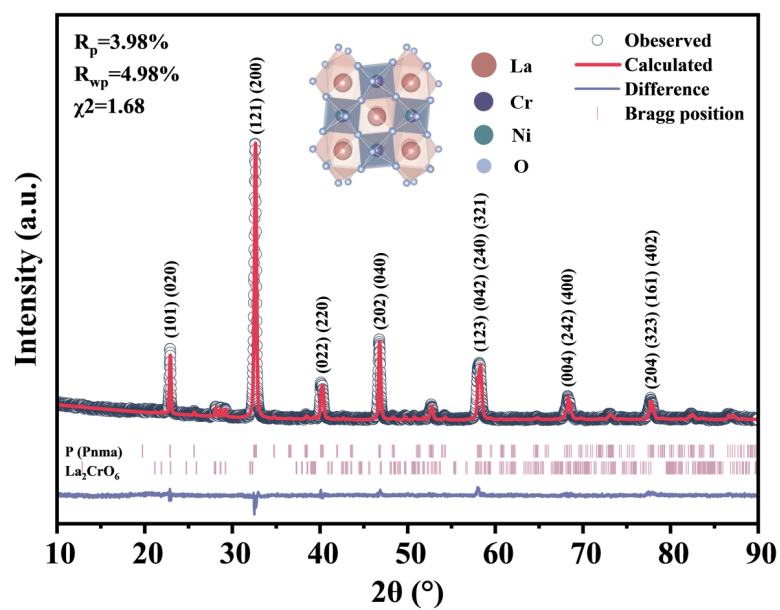 Rp=3.98%
Rwp=4.98%
χ2=1.68
La
Cr
Ni
O
Obeserved
Calculated
Difference
Bragg position
(101) (020)
(121) (200)
(022) (220)
(202) (040)
(123) (042) (240) (321)
(004) (242) (400)
(204) (323) (161) (402)
Intensity (a.u.)
P (Pnma)
La₂CrO₆
10 20 30 40 50 60 70 80 90
2θ (°)